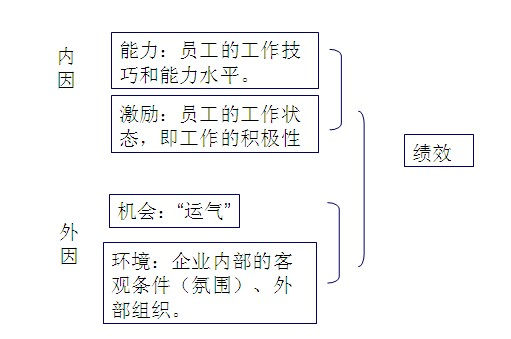 内因
能力：员工的工作技
巧和能力水平。
激励：员工的工作状
态，即工作的积极性
绩效
外因
机会：“运气”
环境：企业内部的客
观条件（氛围）、外
部组织。